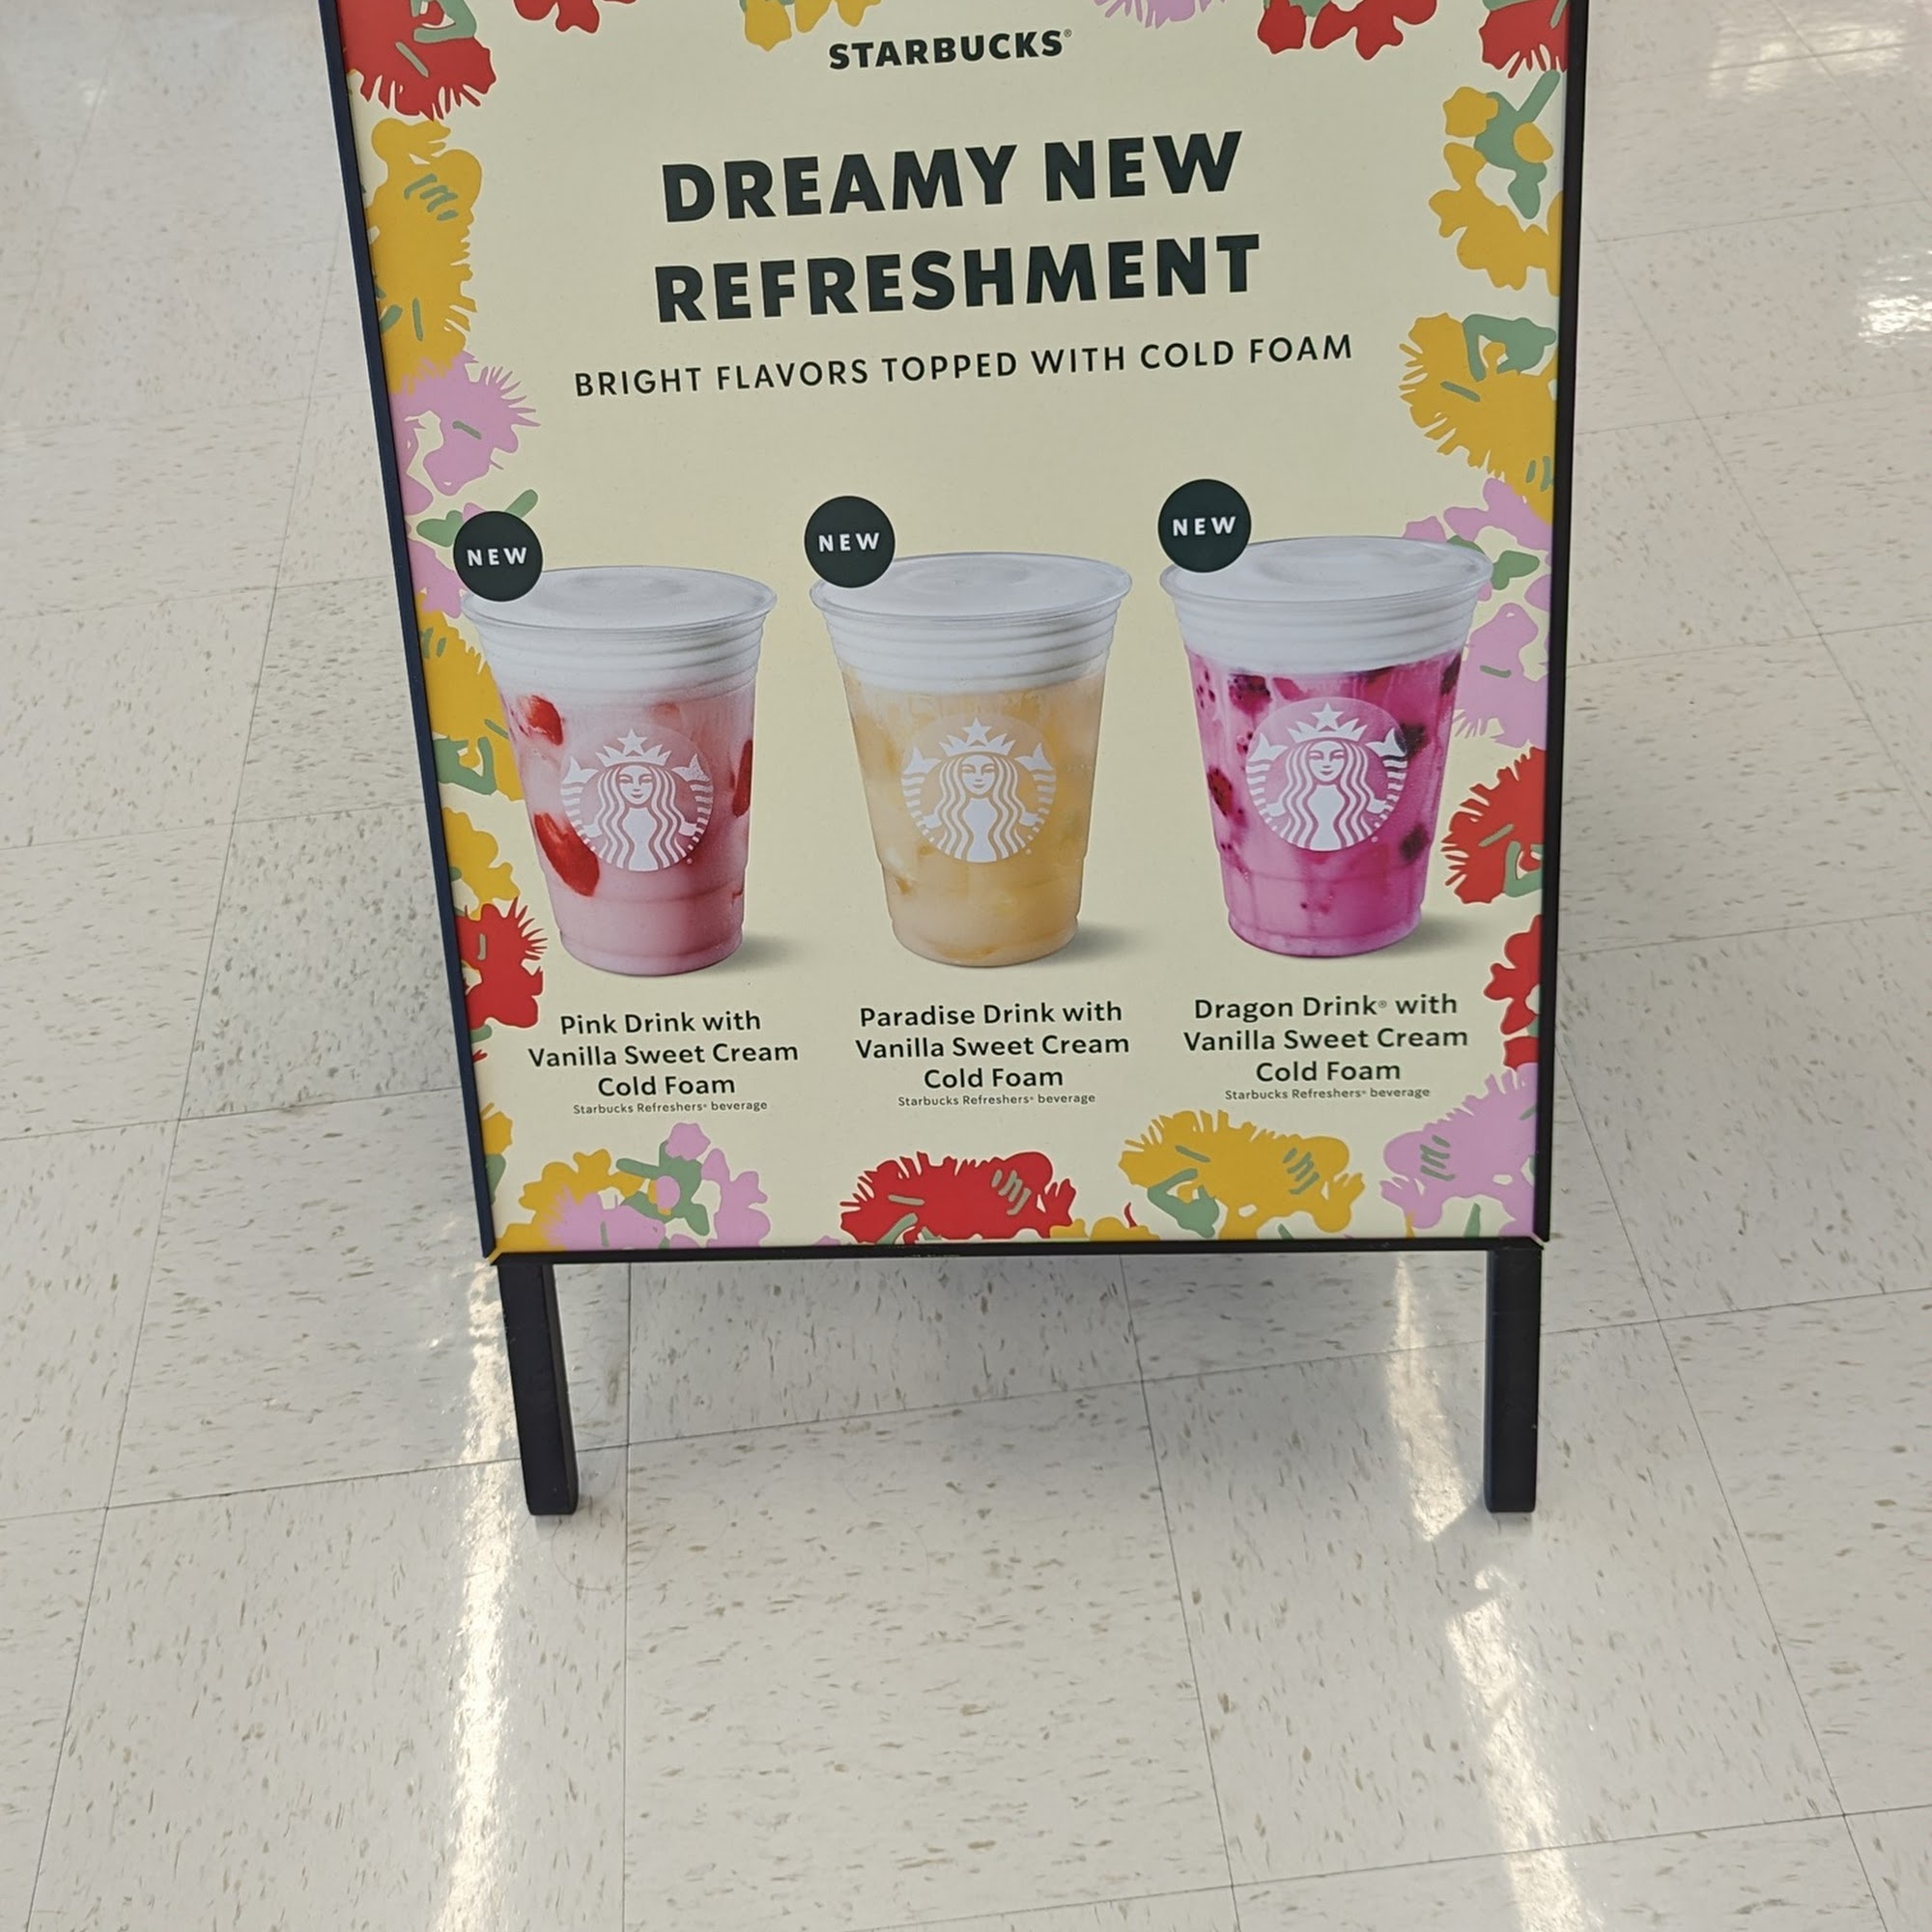 STARBUCKS®
DREAMY NEW
REFRESHMENT
BRIGHT FLAVORS TOPPED WITH COLD FOAM
NEW
NEW
NEW
Pink Drink with
Vanilla Sweet Cream
Cold Foam
Starbucks Refreshers® beverage
Paradise Drink with
Vanilla Sweet Cream
Cold Foam
Starbucks Refreshers® beverage
Dragon Drink® with
Vanilla Sweet Cream
Cold Foam
Starbucks Refreshers® beverage